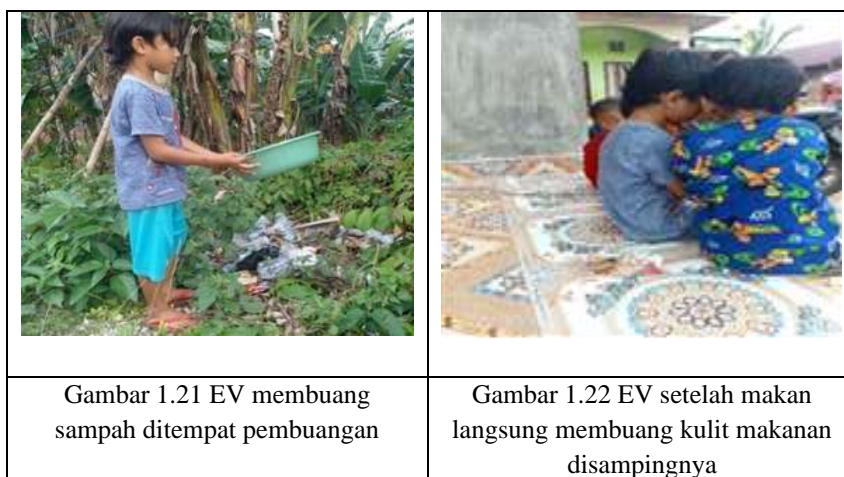 Gambar 1.21 EV membuang
sampah ditempat pembuangan
Gambar 1.22 EV setelah makan
langsung membuang kulit makanan
disampingnya